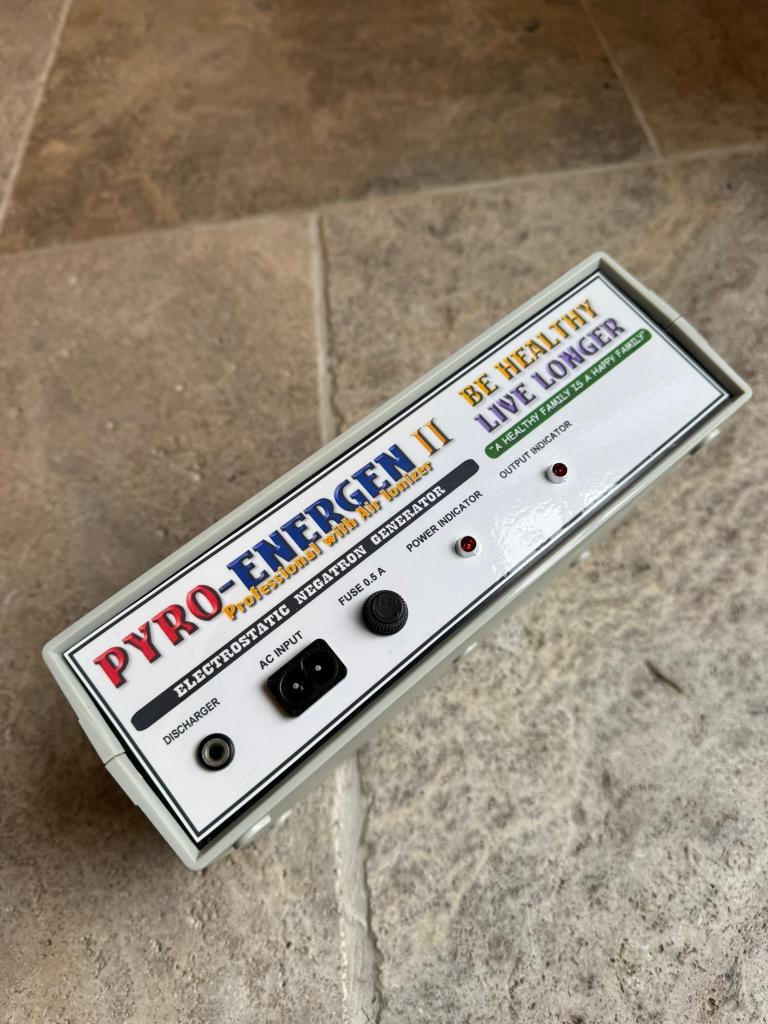 PYRO-ENERGEN II
Professional with Air Ionizer
ELECTROSTATIC NEGATRON GENERATOR
BE HEALTHY
LIVE LONGER
"A HEALTHY FAMILY IS A HAPPY FAMILY"
DISCHARGER
AC INPUT
FUSE 0.5 A
FUSE
POWER INDICATOR
OUTPUT INDICATOR